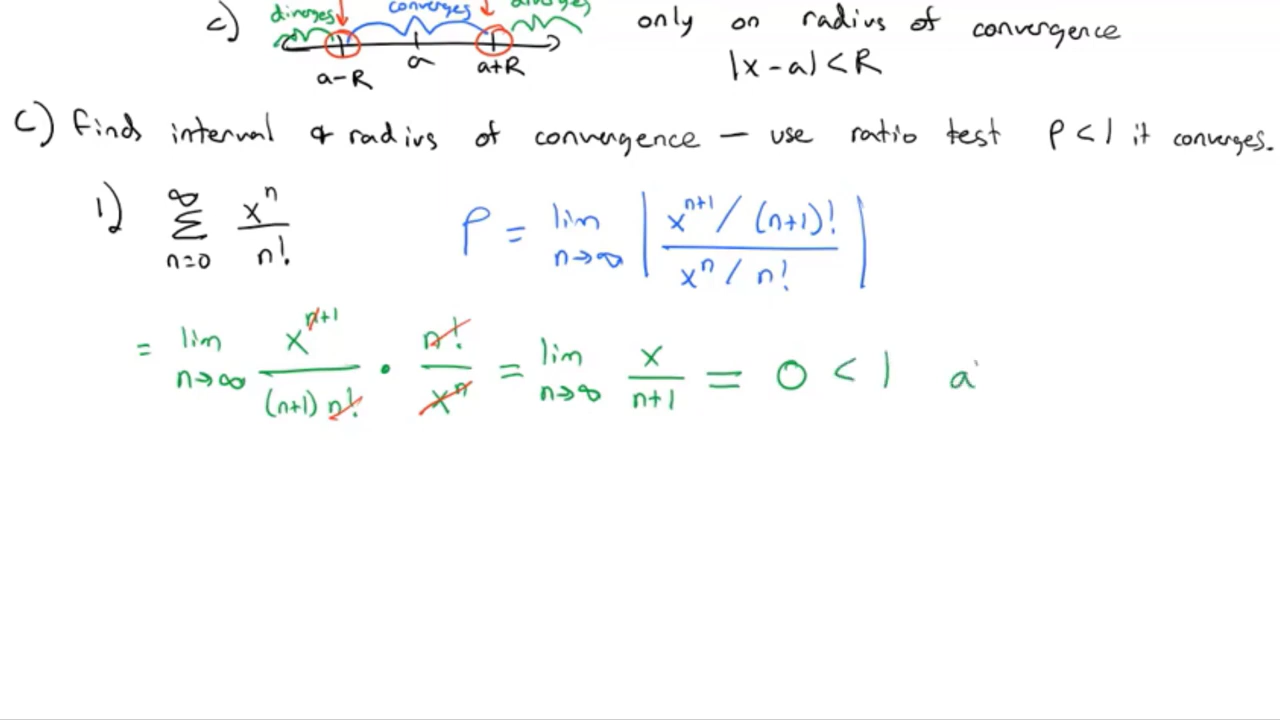 c) diverges converges diverges only on radius of convergence
a-R a a+R |x-a| < R
C) Finds interval & radius of convergence — use ratio test ρ < 1 it converges.
1) ∞ Σ n=0 x^n / n! ρ = lim n→∞ | x^{n+1} / (n+1)! / x^n / n! |
= lim n→∞ x^{n+1} / (n+1) n! · n! / x^n = lim n→∞ x / n+1 = 0 < 1 a